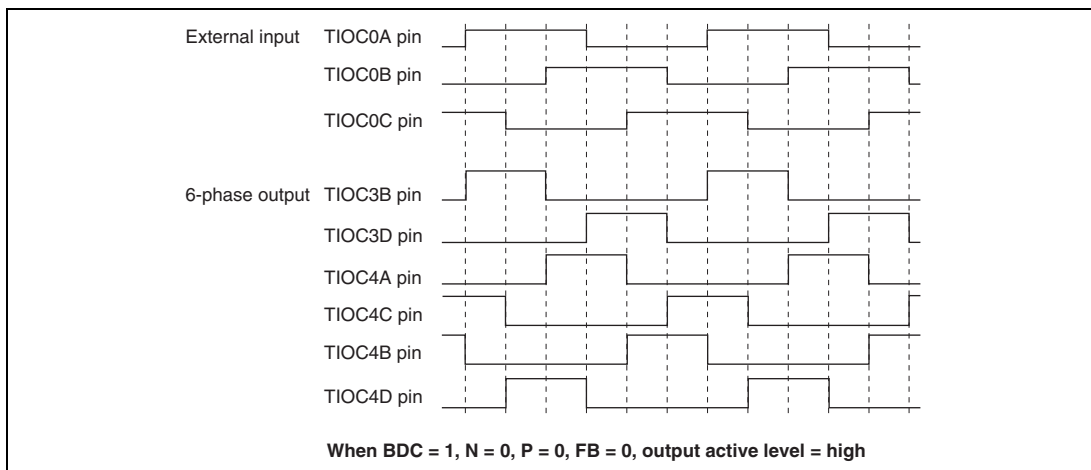 External input TIOC0A pin
TIOC0B pin
TIOC0C pin
6-phase output TIOC3B pin
TIOC3D pin
TIOC4A pin
TIOC4C pin
TIOC4B pin
TIOC4D pin
When BDC = 1, N = 0, P = 0, FB = 0, output active level = high